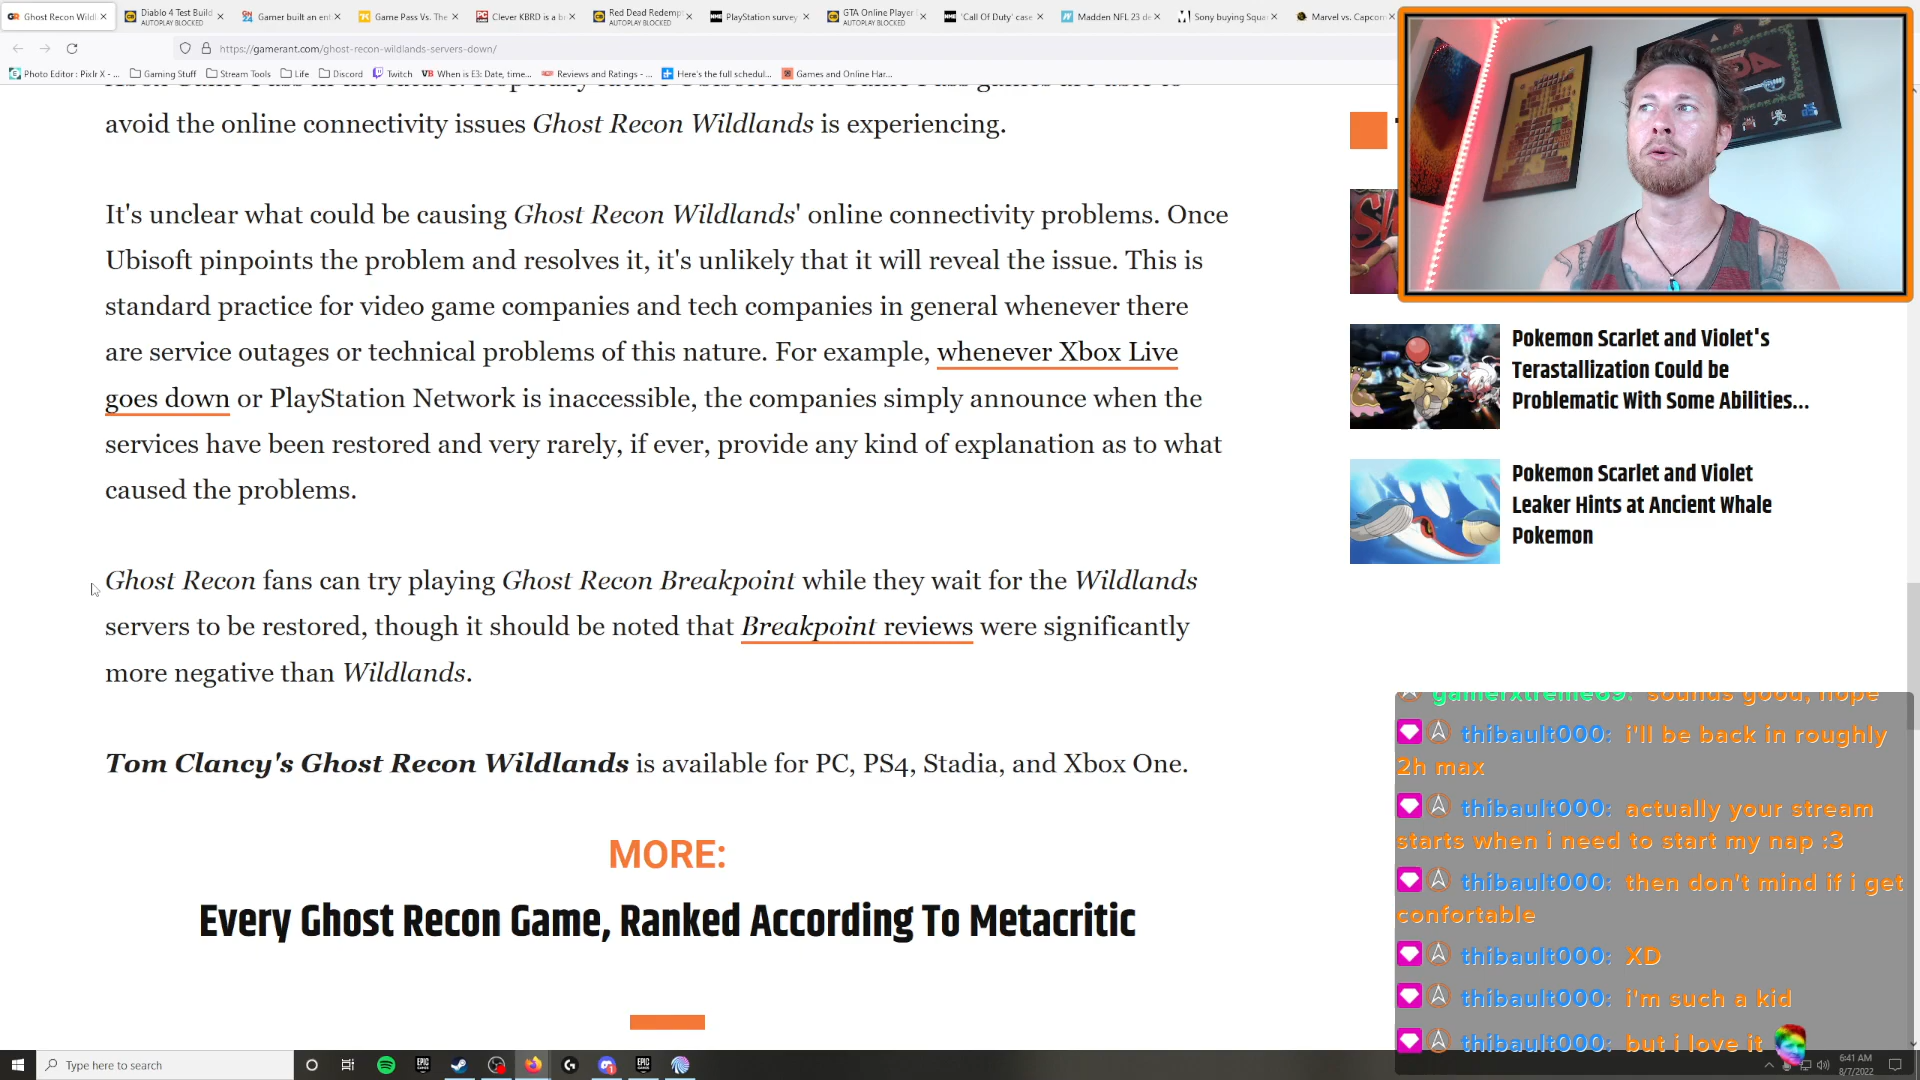 Ghost Recon Wildl
Diablo 4 Test Build
AUTOPLAY BLOCKED
Gamer built an ent
Game Pass Vs. The
Clever KBRD is a b
Red Dead Redempt
AUTOPLAY BLOCKED
PlayStation survey
GTA Online Player
AUTOPLAY BLOCKED
'Call Of Duty' case
Madden NFL 23 de
Sony buying Squa
Marvel vs. Capcom
https://gamerant.com/ghost-recon-wildlands-servers-down/
Photo Editor : Pixlr X - ...
Gaming Stuff
Stream Tools
Life
Discord
Twitch
When is E3: Date, time...
Reviews and Ratings - ...
Here's the full schedul...
Games and Online Har...
avoid the online connectivity issues Ghost Recon Wildlands is experiencing.
It's unclear what could be causing Ghost Recon Wildlands' online connectivity problems. Once
Ubisoft pinpoints the problem and resolves it, it's unlikely that it will reveal the issue. This is
standard practice for video game companies and tech companies in general whenever there
are service outages or technical problems of this nature. For example, whenever Xbox Live
goes down or PlayStation Network is inaccessible, the companies simply announce when the
services have been restored and very rarely, if ever, provide any kind of explanation as to what
caused the problems.
Ghost Recon fans can try playing Ghost Recon Breakpoint while they wait for the Wildlands
servers to be restored, though it should be noted that Breakpoint reviews were significantly
more negative than Wildlands.
Tom Clancy's Ghost Recon Wildlands is available for PC, PS4, Stadia, and Xbox One.
MORE:
Every Ghost Recon Game, Ranked According To Metacritic
Pokemon Scarlet and Violet's
Terastallization Could be
Problematic With Some Abilities...
Pokemon Scarlet and Violet
Leaker Hints at Ancient Whale
Pokemon
gamerxtreme69: sounds good, nope
thibault000: i'll be back in roughly
2h max
thibault000: actually your stream
starts when i need to start my nap :3
thibault000: then don't mind if i get
confortable
thibault000: XD
thibault000: i'm such a kid
thibault000: but i love it
Type here to search
6:41 AM
8/7/2022